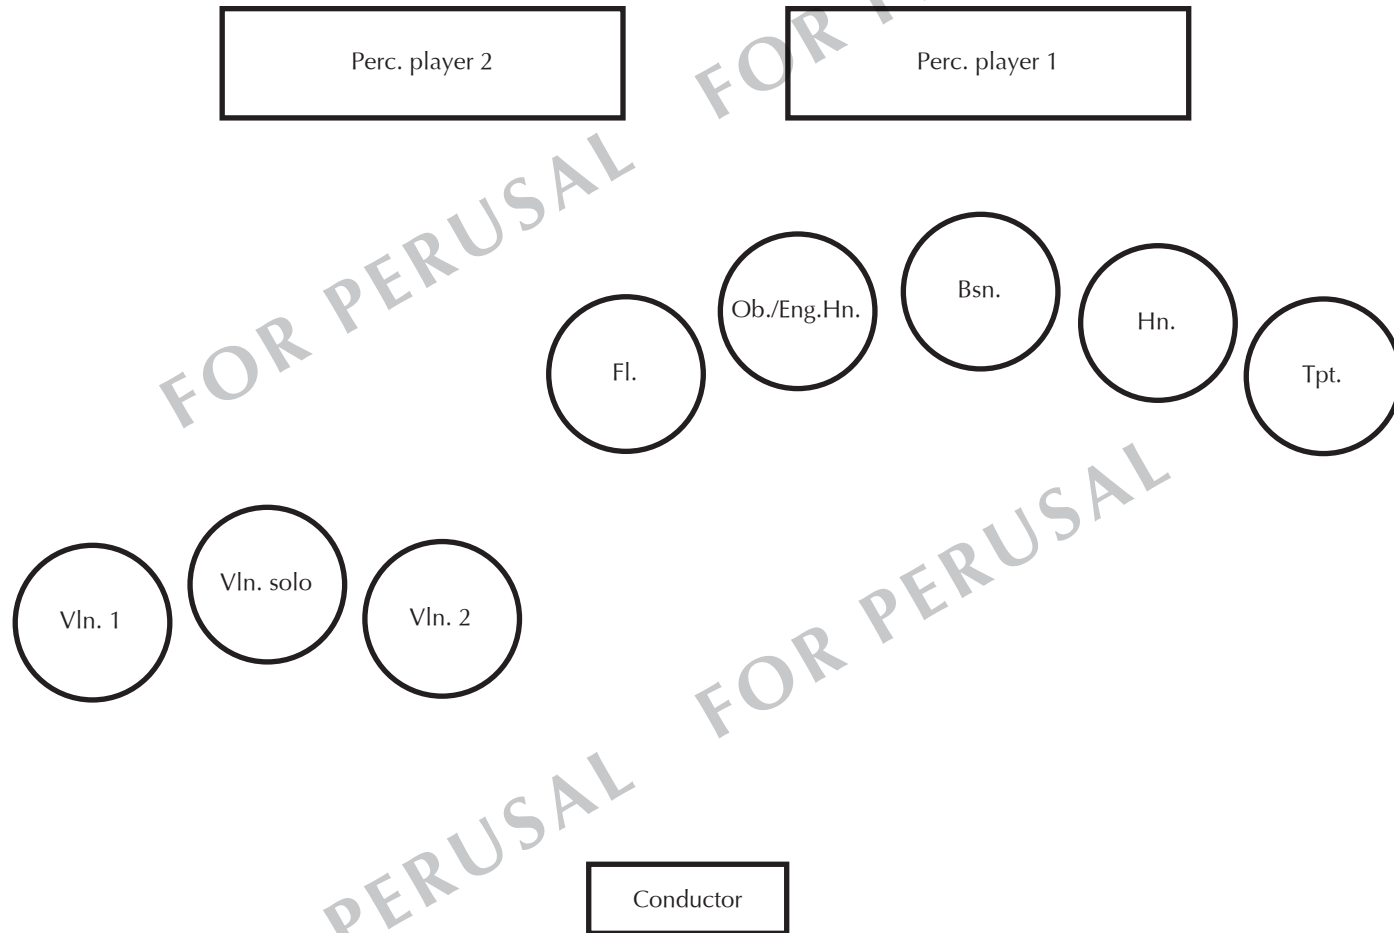 Perc. player 2
Perc. player 1
FOR
FOR PERUSAL
Ob./Eng.Hn.
Bsn.
Hn.
Fl.
Tpt.
FOR PERUSAL
Vln. 1
Vln. solo
Vln. 2
PERUSAL
Conductor